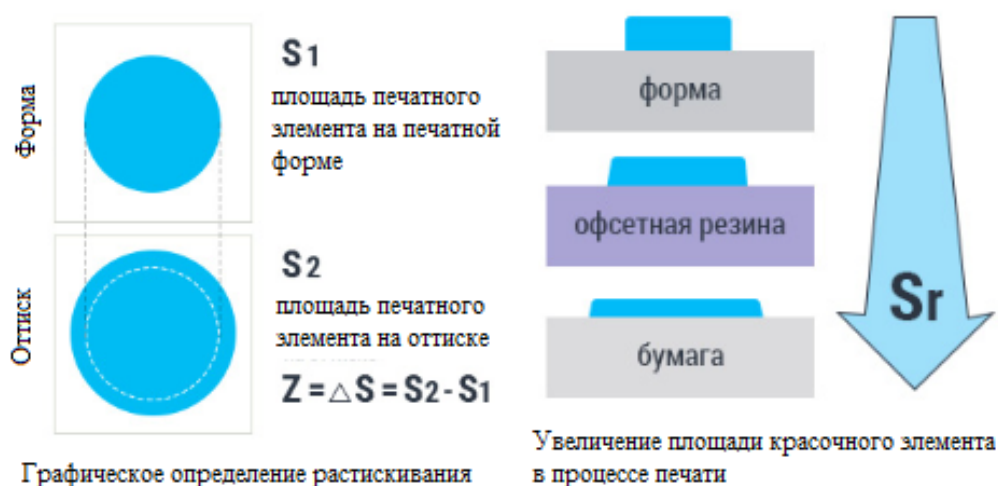 Форма
S1
площадь печатного
элемента на печатной
форме
Оттиск
S2
площадь печатного
элемента на оттиске
Z = △S = S2 - S1
Графическое определение растискивания
форма
офсетная резина
бумага
Sr
Увеличение площади красочного элемента
в процессе печати